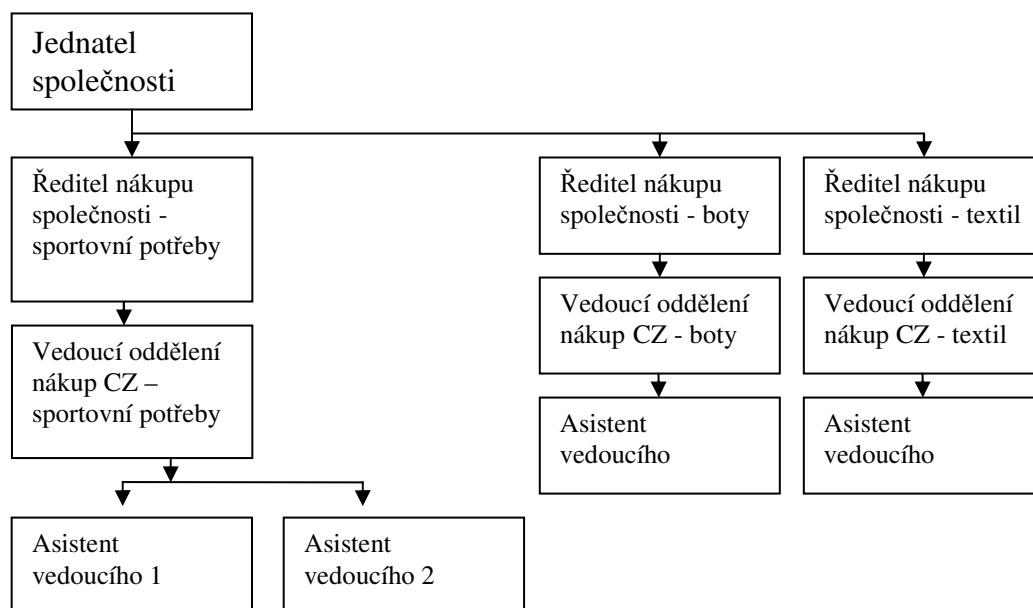 Jednatel
společnosti
Ředitel nákupu
společnosti -
sportovní potřeby
Ředitel nákupu
společnosti - boty
Ředitel nákupu
společnosti - textil
Vedoucí oddělení
nákup CZ –
sportovní potřeby
Vedoucí oddělení
nákup CZ - boty
Vedoucí oddělení
nákup CZ - textil
Asistent
vedoucího
Asistent
vedoucího
Asistent
vedoucího 1
Asistent
vedoucího 2